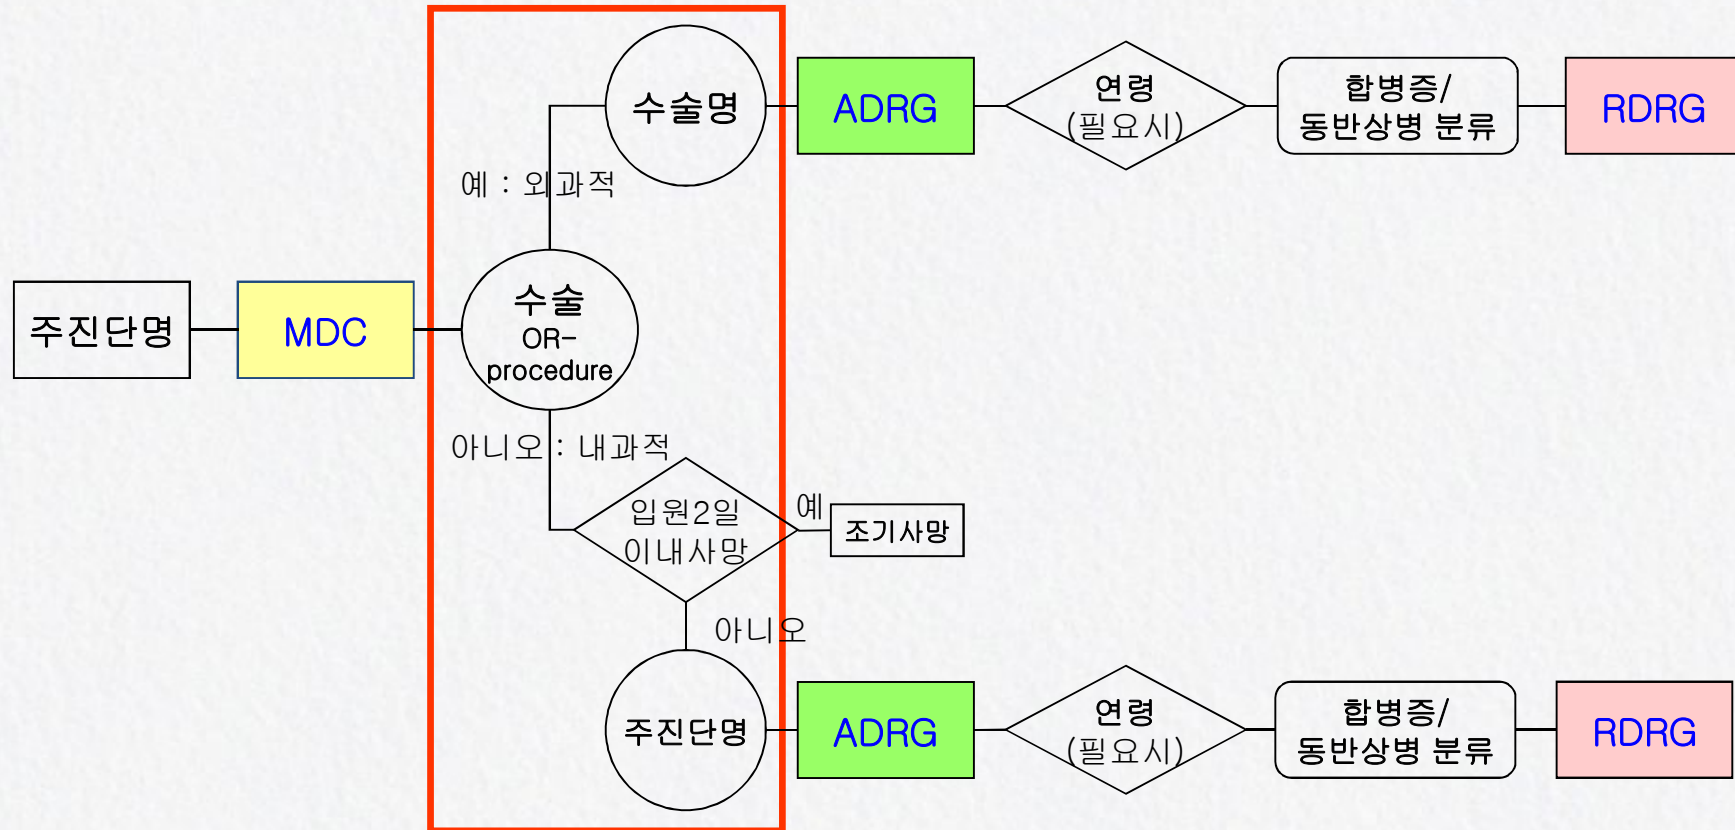 수술명
ADRG
연령
(필요시)
합병증/
동반상병 분류
RDRG
예 : 외과적
주진단명
MDC
수술
OR-
procedure
아니오 : 내과적
입원2일
이내사망
예
조기사망
아니오
주진단명
ADRG
연령
(필요시)
합병증/
동반상병 분류
RDRG